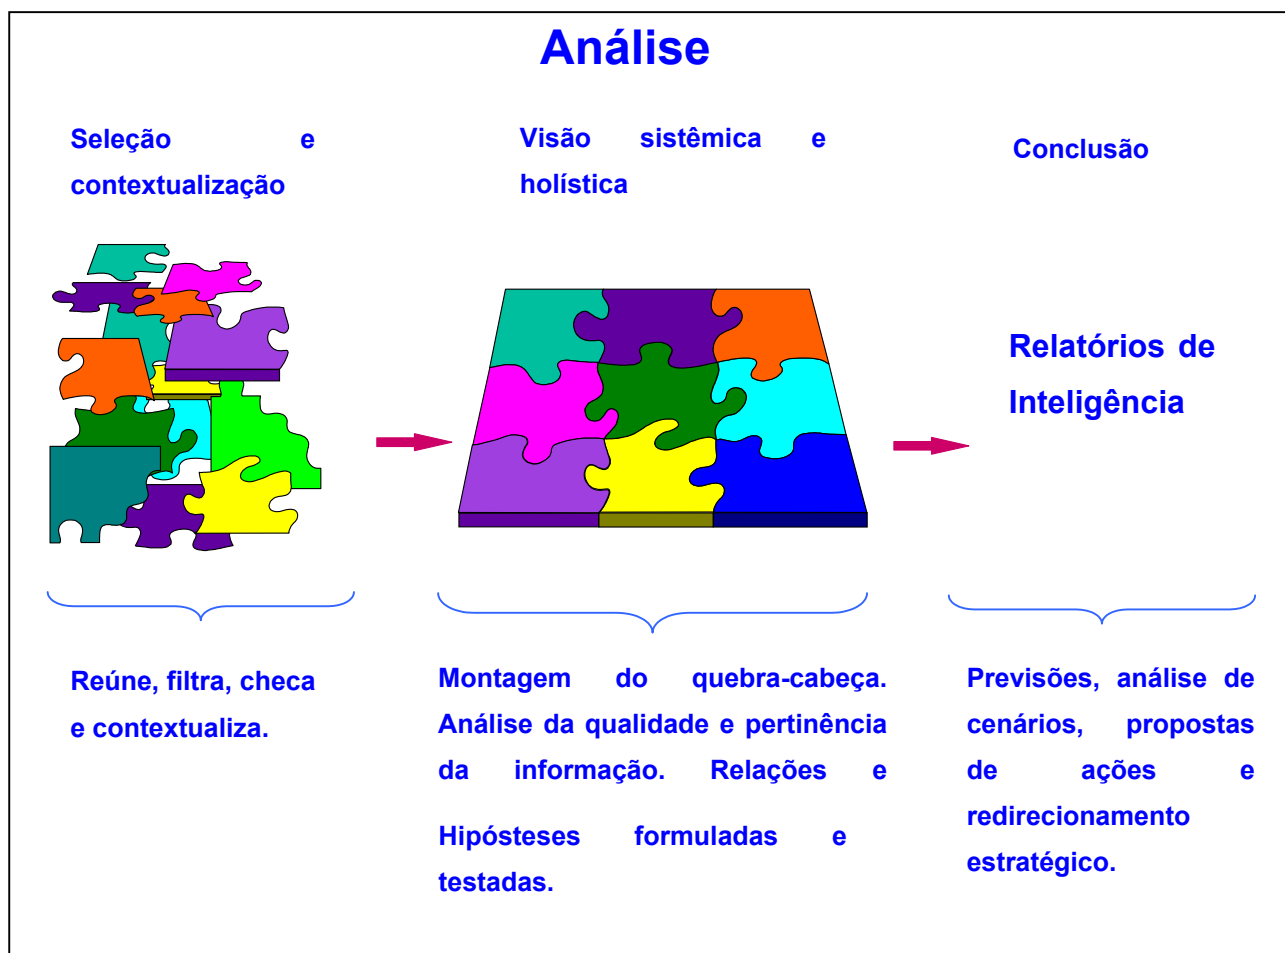 Análise
Seleção e
contextualização
Visão sistêmica e
holística
Conclusão
Relatórios de
Inteligência
Reúne, filtra, checa
e contextualiza.
Montagem do quebra-cabeça.
Análise da qualidade e pertinência
da informação. Relações e
Hipósteses formuladas e
testadas.
Previsões, análise de
cenários, propostas
de ações e
redirecionamento
estratégico.